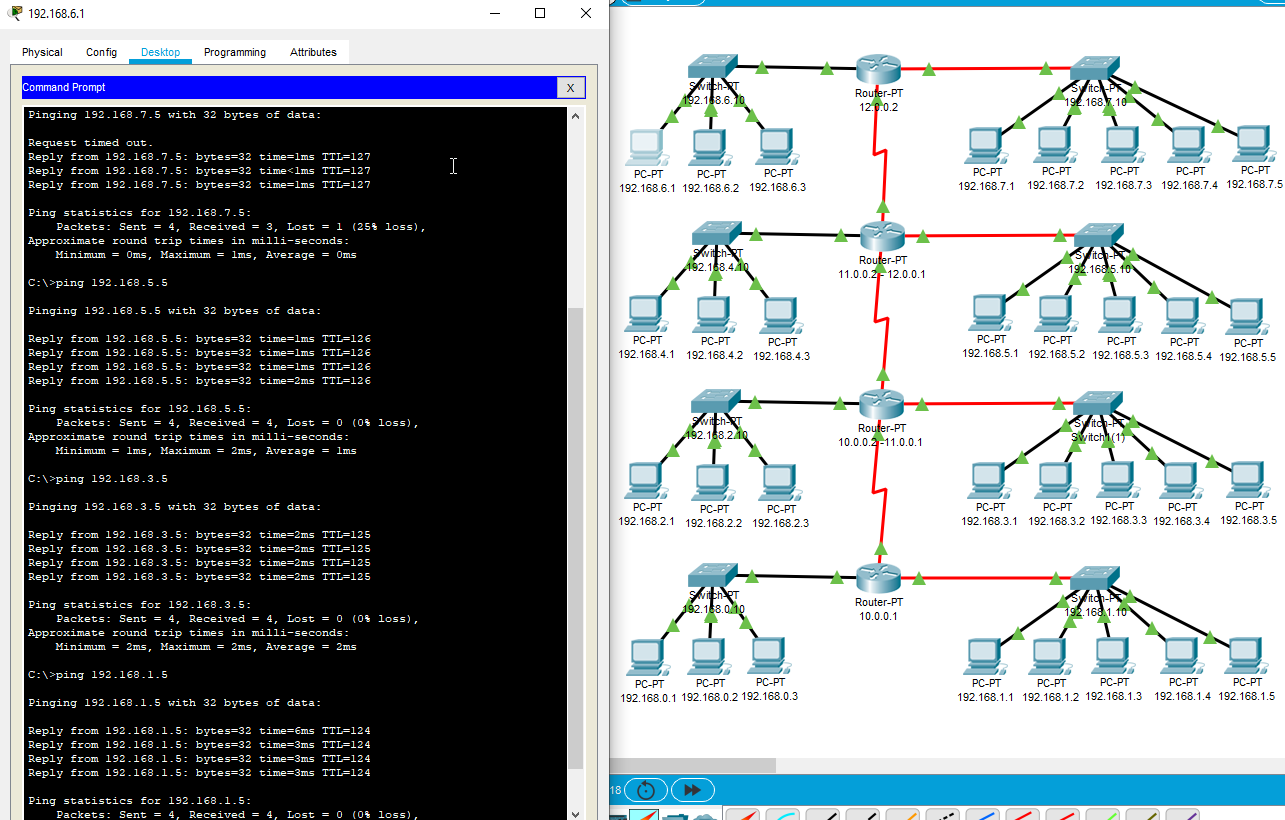 192.168.6.1
Physical Config Desktop Programming Attributes
Command Prompt
X
Pinging 192.168.7.5 with 32 bytes of data:
Request timed out.
Reply from 192.168.7.5: bytes=32 time=1ms TTL=127
Reply from 192.168.7.5: bytes=32 time<1ms TTL=127
Reply from 192.168.7.5: bytes=32 time=1ms TTL=127
Ping statistics for 192.168.7.5:
Packets: Sent = 4, Received = 3, Lost = 1 (25% loss),
Approximate round trip times in milli-seconds:
Minimum = 0ms, Maximum = 1ms, Average = 0ms
C:\>ping 192.168.5.5
Pinging 192.168.5.5 with 32 bytes of data:
Reply from 192.168.5.5: bytes=32 time=1ms TTL=126
Reply from 192.168.5.5: bytes=32 time=1ms TTL=126
Reply from 192.168.5.5: bytes=32 time=1ms TTL=126
Reply from 192.168.5.5: bytes=32 time=2ms TTL=126
Ping statistics for 192.168.5.5:
Packets: Sent = 4, Received = 4, Lost = 0 (0% loss),
Approximate round trip times in milli-seconds:
Minimum = 1ms, Maximum = 2ms, Average = 1ms
C:\>ping 192.168.3.5
Pinging 192.168.3.5 with 32 bytes of data:
Reply from 192.168.3.5: bytes=32 time=2ms TTL=125
Reply from 192.168.3.5: bytes=32 time=2ms TTL=125
Reply from 192.168.3.5: bytes=32 time=2ms TTL=125
Reply from 192.168.3.5: bytes=32 time=2ms TTL=125
Ping statistics for 192.168.3.5:
Packets: Sent = 4, Received = 4, Lost = 0 (0% loss),
Approximate round trip times in milli-seconds:
Minimum = 2ms, Maximum = 2ms, Average = 2ms
C:\>ping 192.168.1.5
Pinging 192.168.1.5 with 32 bytes of data:
Reply from 192.168.1.5: bytes=32 time=6ms TTL=124
Reply from 192.168.1.5: bytes=32 time=3ms TTL=124
Reply from 192.168.1.5: bytes=32 time=3ms TTL=124
Reply from 192.168.1.5: bytes=32 time=3ms TTL=124
Ping statistics for 192.168.1.5:
Packets: Sent = 4, Received = 4, Lost = 0 (0% loss),
Switch-PT
192.168.6.10
Router-PT
12.0.0.2
Switch-PT
192.168.7.10
PC-PT PC-PT PC-PT
192.168.6.1 192.168.6.2 192.168.6.3
PC-PT PC-PT PC-PT PC-PT PC-PT
192.168.7.1 192.168.7.2 192.168.7.3 192.168.7.4 192.168.7.5
Switch-PT
192.168.4.10
Router-PT
11.0.0.2 - 12.0.0.1
Switch-PT
192.168.5.10
PC-PT PC-PT PC-PT
192.168.4.1 192.168.4.2 192.168.4.3
PC-PT PC-PT PC-PT PC-PT PC-PT
192.168.5.1 192.168.5.2 192.168.5.3 192.168.5.4 192.168.5.5
Switch-PT
192.168.2.10
Router-PT
10.0.0.2 - 11.0.0.1
Switch-PT
Switch1(1)
PC-PT PC-PT PC-PT
192.168.2.1 192.168.2.2 192.168.2.3
PC-PT PC-PT PC-PT PC-PT PC-PT
192.168.3.1 192.168.3.2 192.168.3.3 192.168.3.4 192.168.3.5
Switch-PT
192.168.0.10
Router-PT
10.0.0.1
Switch-PT
192.168.1.10
PC-PT PC-PT PC-PT
192.168.0.1 192.168.0.2 192.168.0.3
PC-PT PC-PT PC-PT PC-PT PC-PT
192.168.1.1 192.168.1.2 192.168.1.3 192.168.1.4 192.168.1.5
18